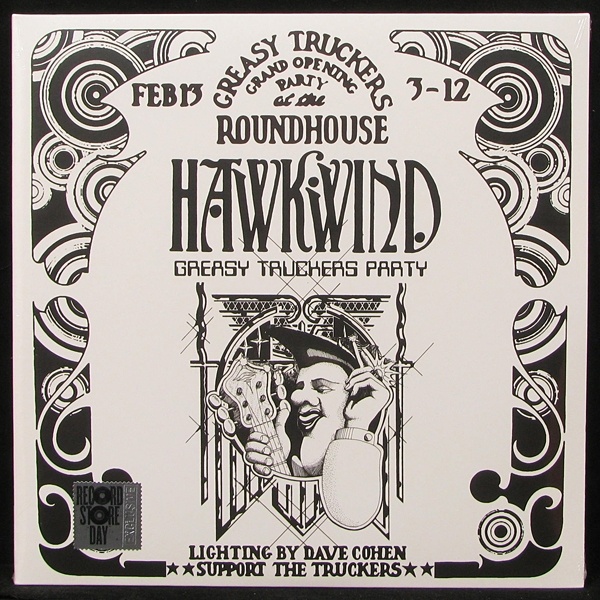 GREASY TRUCKERS
GRAND OPENING
PARTY
at the
FEB 13
3-12
ROUNDHOUSE
HAWKWIND
GREASY TRUCKERS PARTY
RECORD
STORE
DAY
EXCLUSIVE
LIGHTING BY DAVE COHEN
★★SUPPORT THE TRUCKERS★★